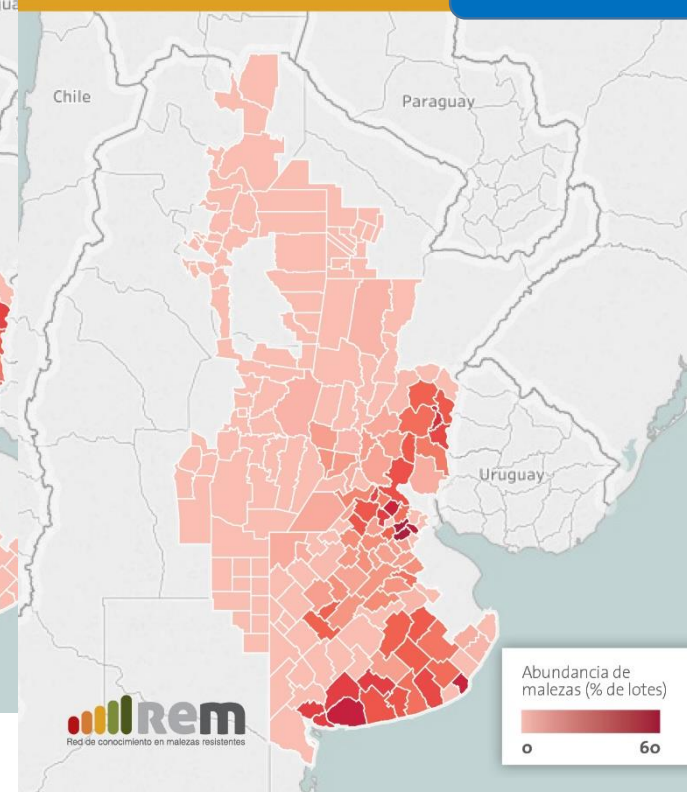 Chile
Paraguay
Uruguay
Abundancia de
malezas (% de lotes)
0 60
rem
Red de conocimiento en malezas resistentes